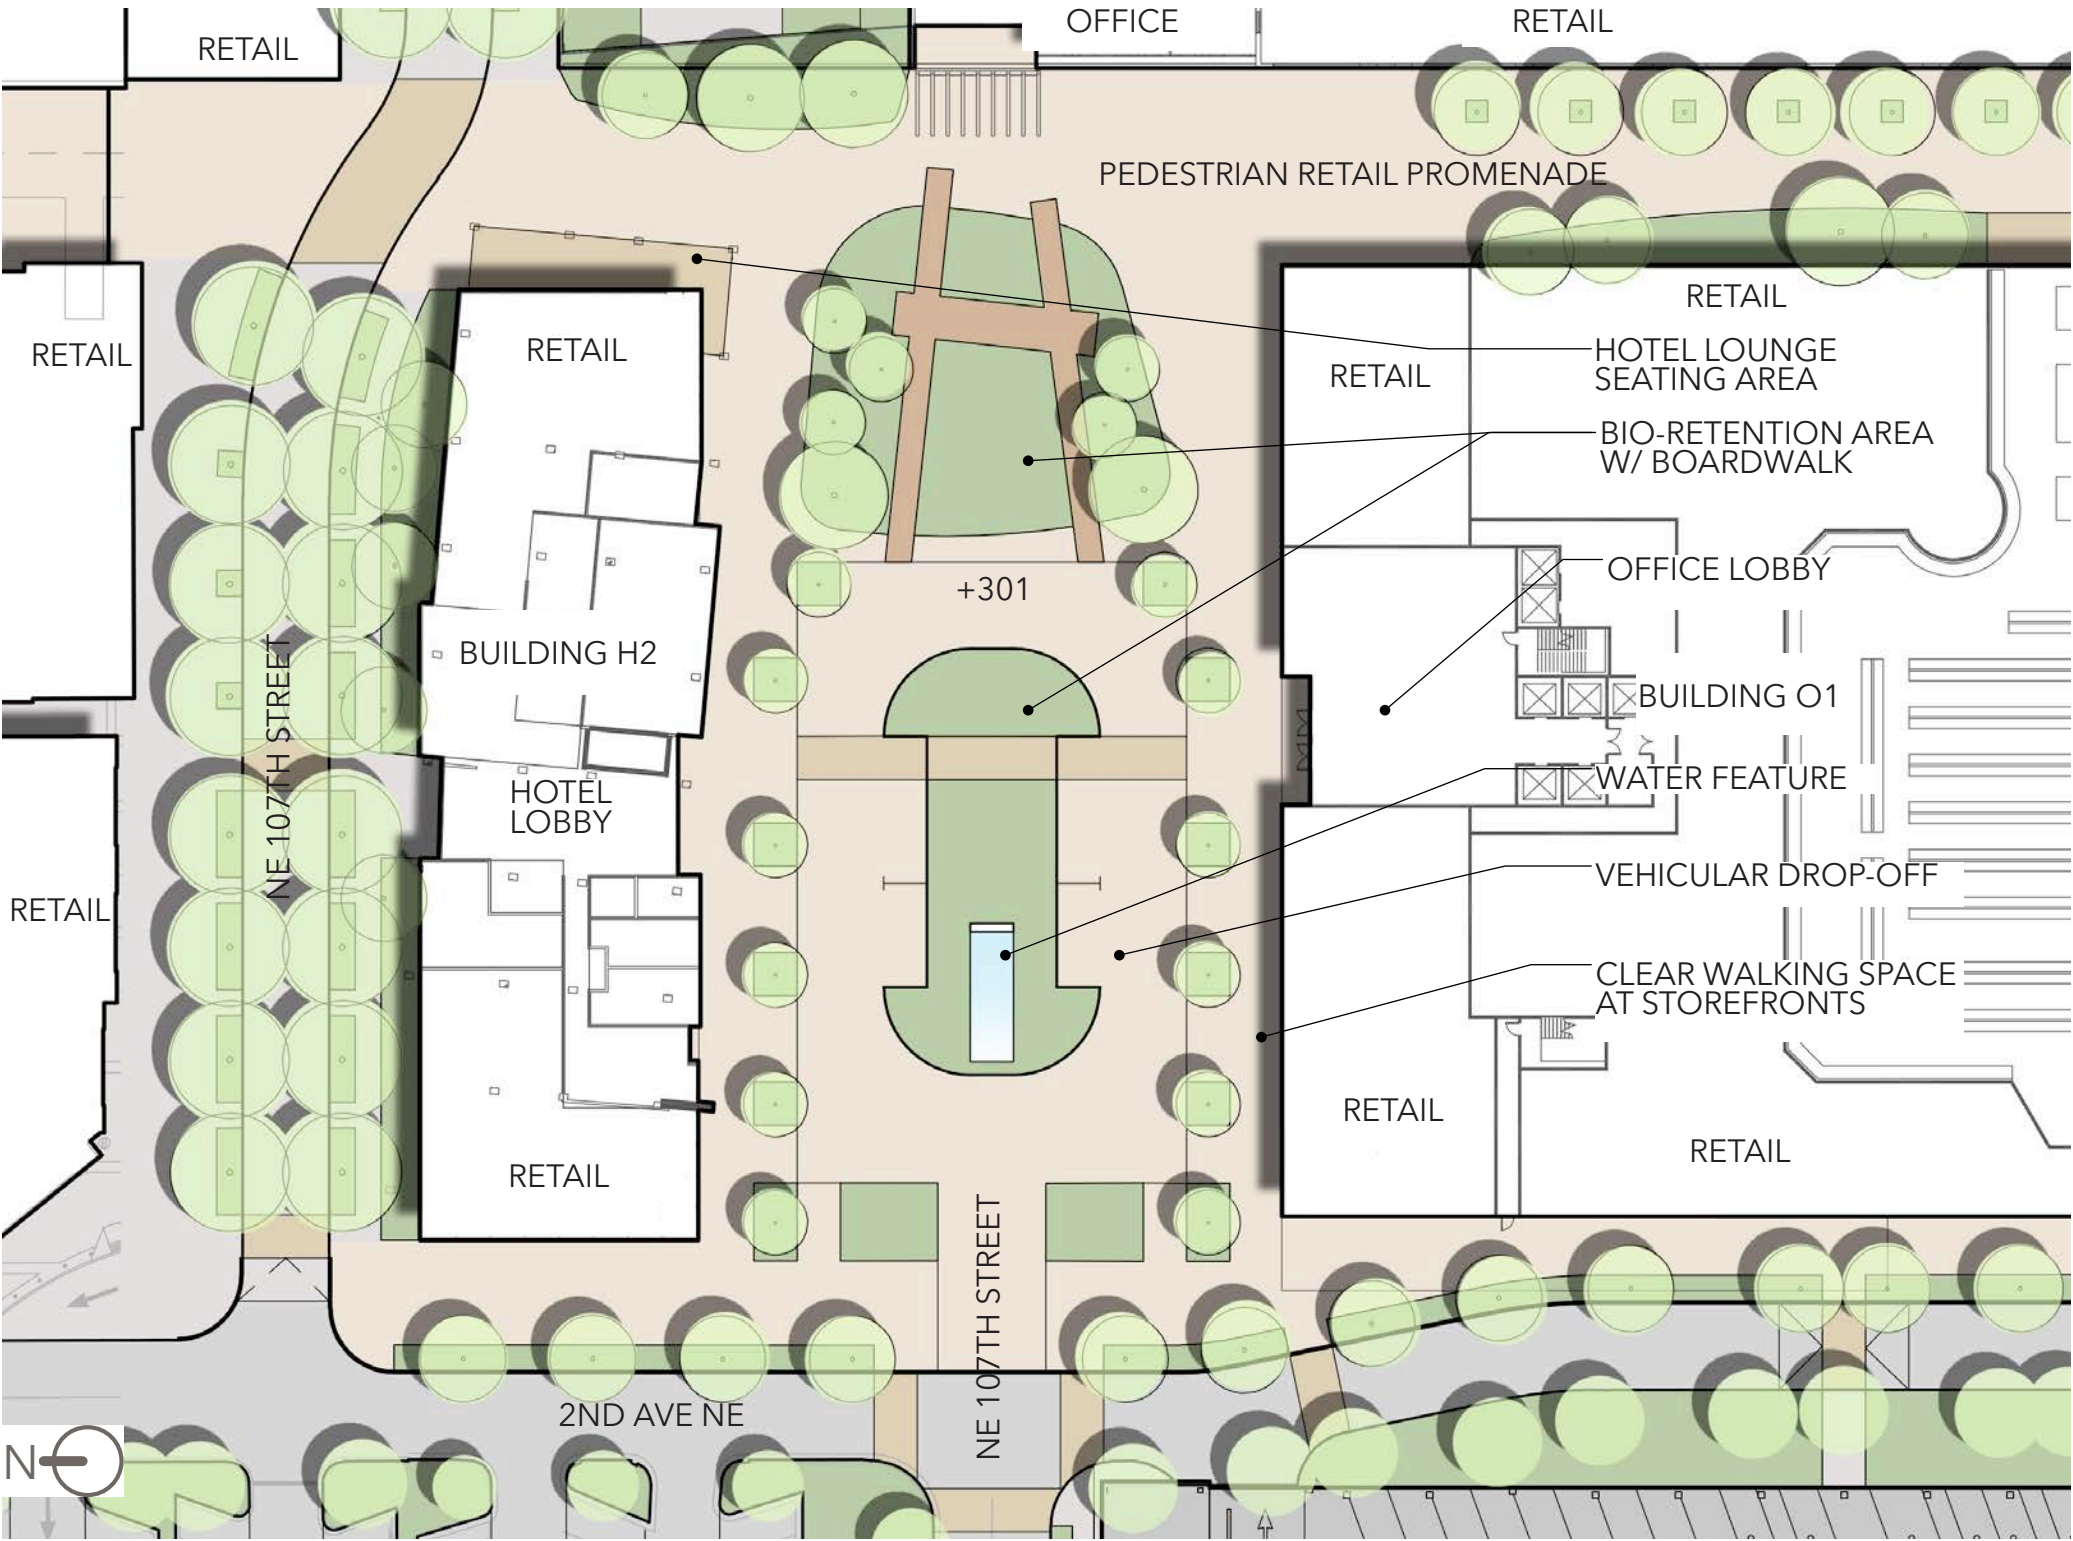 OFFICE
RETAIL
RETAIL
PEDESTRIAN RETAIL PROMENADE
RETAIL
RETAIL
RETAIL
RETAIL
HOTEL LOUNGE
SEATING AREA
RETAIL
BIO-RETENTION AREA
W/ BOARDWALK
OFFICE LOBBY
+301
BUILDING H2
BUILDING O1
NE 107TH STREET
WATER FEATURE
HOTEL
LOBBY
VEHICULAR DROP-OFF
RETAIL
CLEAR WALKING SPACE
AT STOREFRONTS
RETAIL
RETAIL
RETAIL
NE 107TH STREET
2ND AVE NE
N